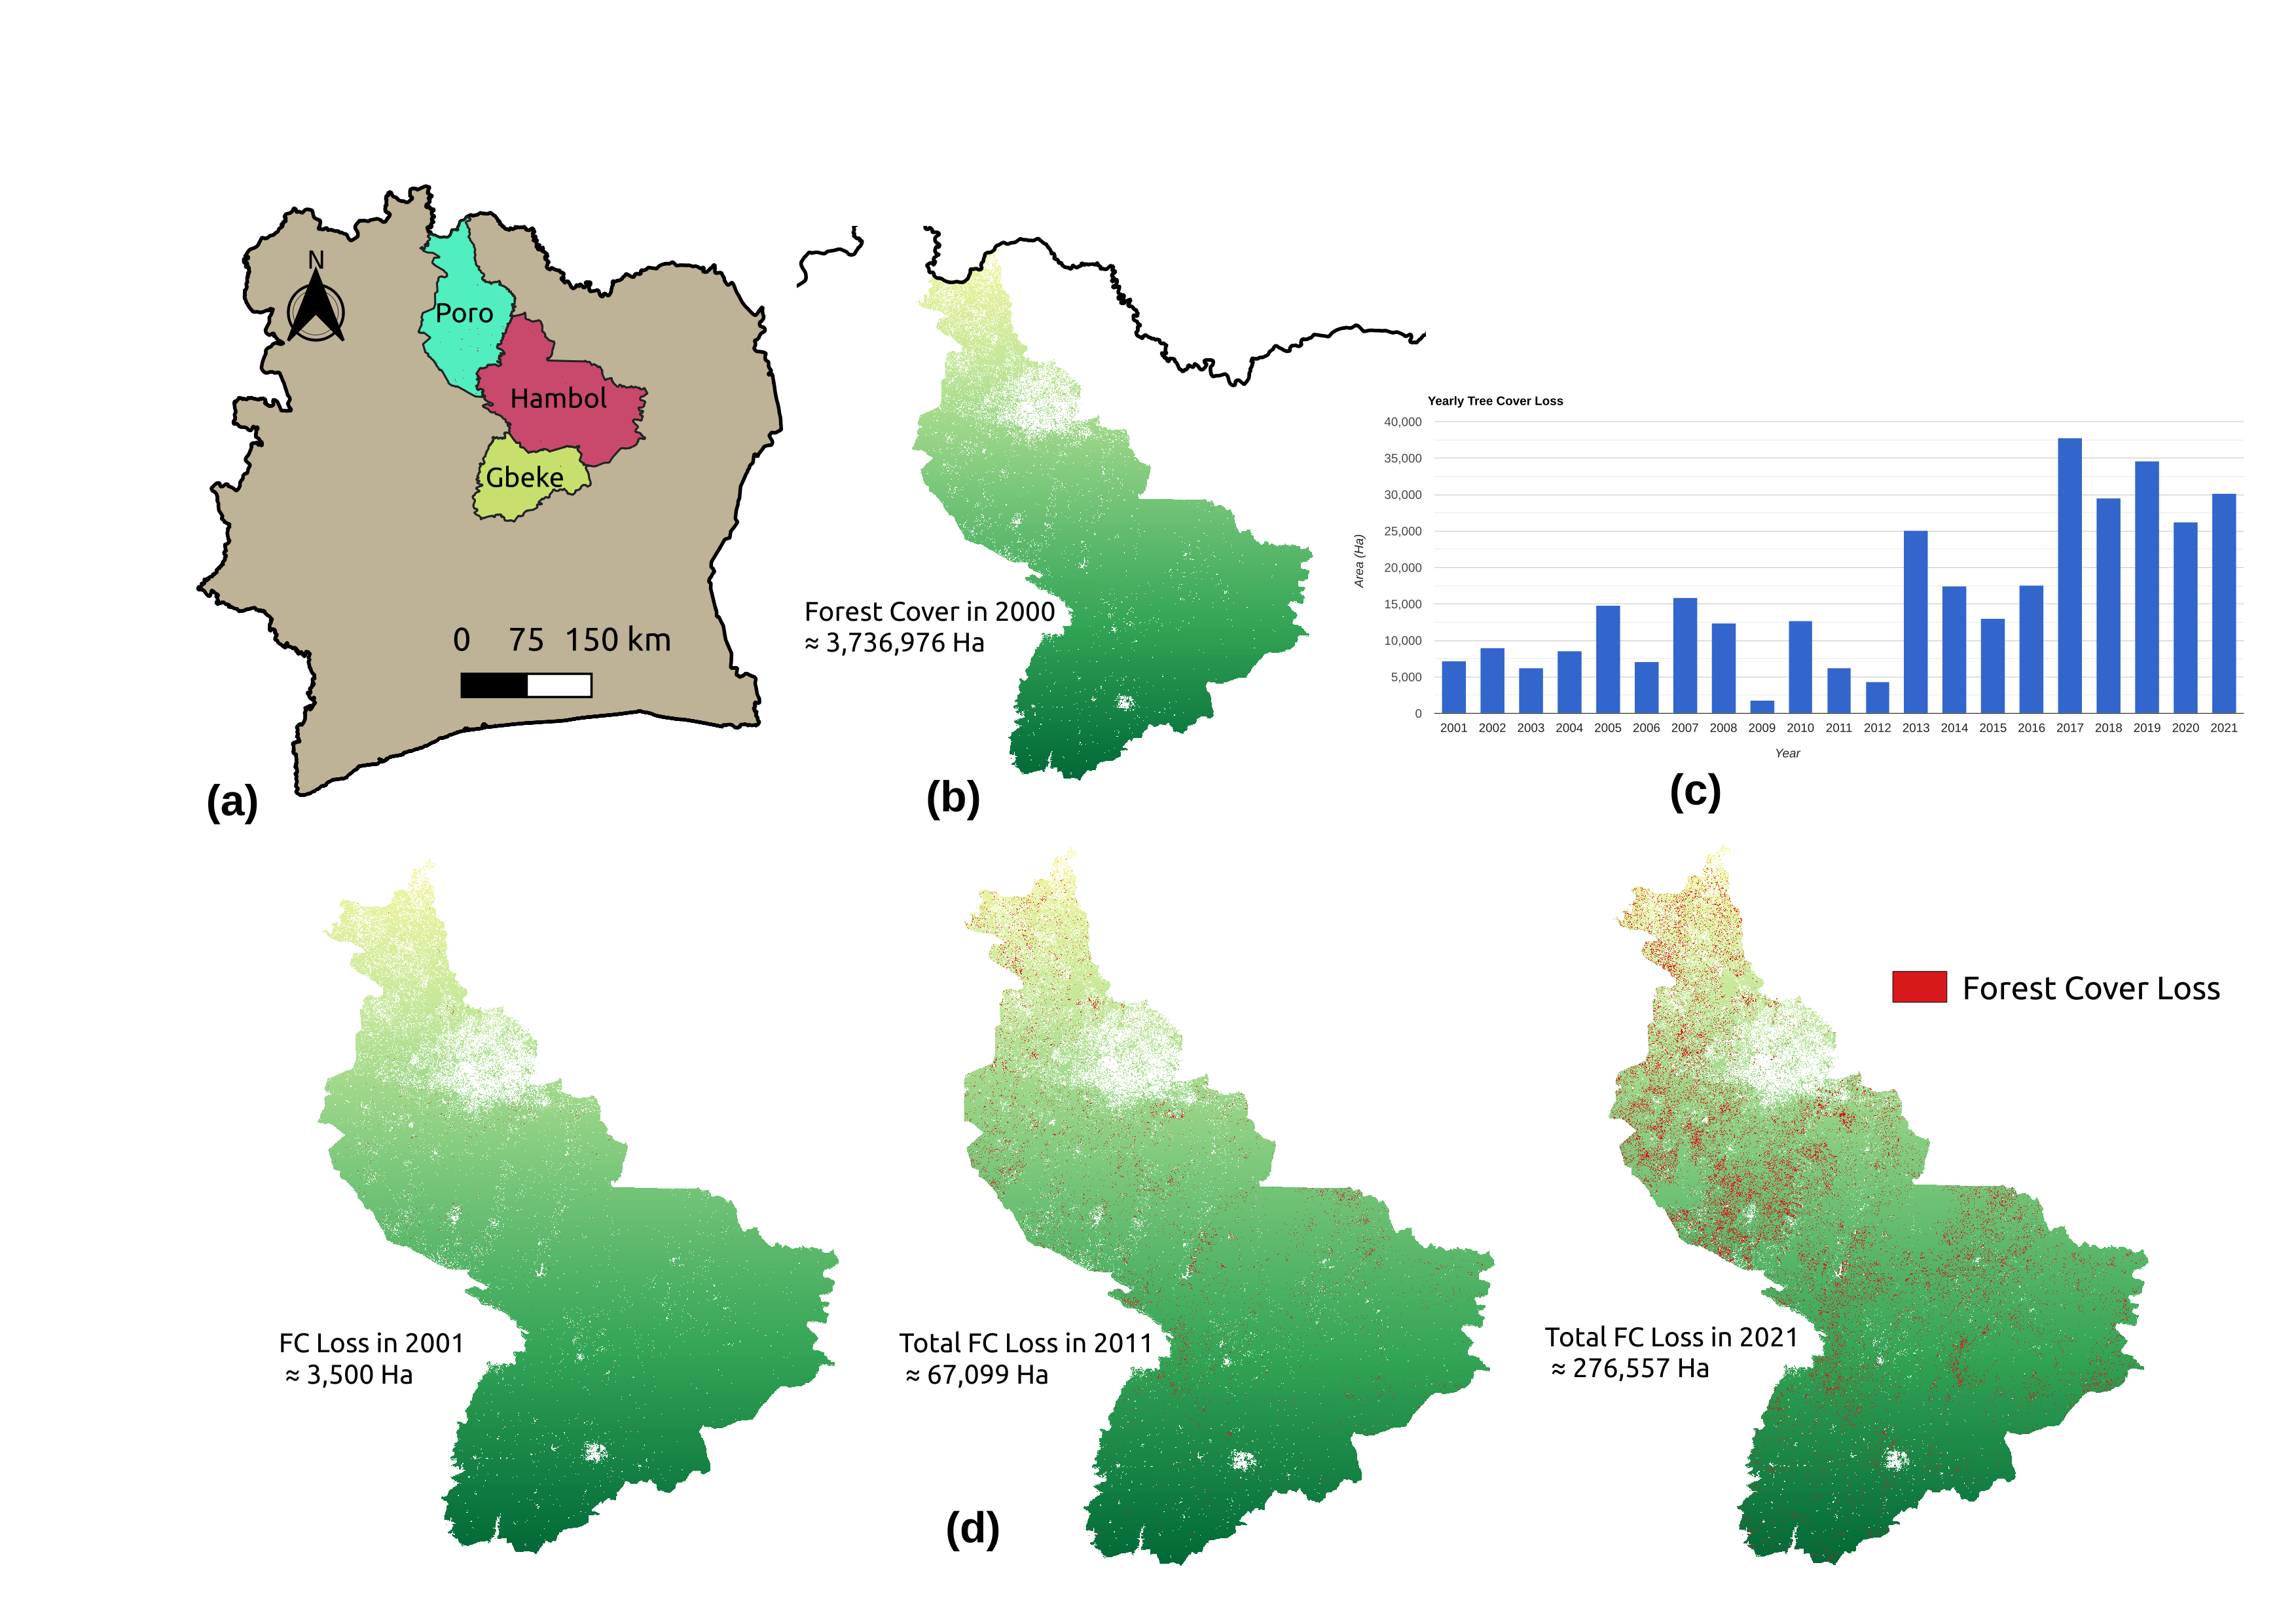 N
Poro
Hambol
Gbeke
0 75 150 km
(a)
Forest Cover in 2000
≈ 3,736,976 Ha
(b)
Yearly Tree Cover Loss
40,000
35,000
30,000
25,000
20,000
15,000
10,000
5,000
0
Area (Ha)
2001 2002 2003 2004 2005 2006 2007 2008 2009 2010 2011 2012 2013 2014 2015 2016 2017 2018 2019 2020 2021
Year
(c)
FC Loss in 2001
≈ 3,500 Ha
Total FC Loss in 2011
≈ 67,099 Ha
Total FC Loss in 2021
≈ 276,557 Ha
Forest Cover Loss
(d)